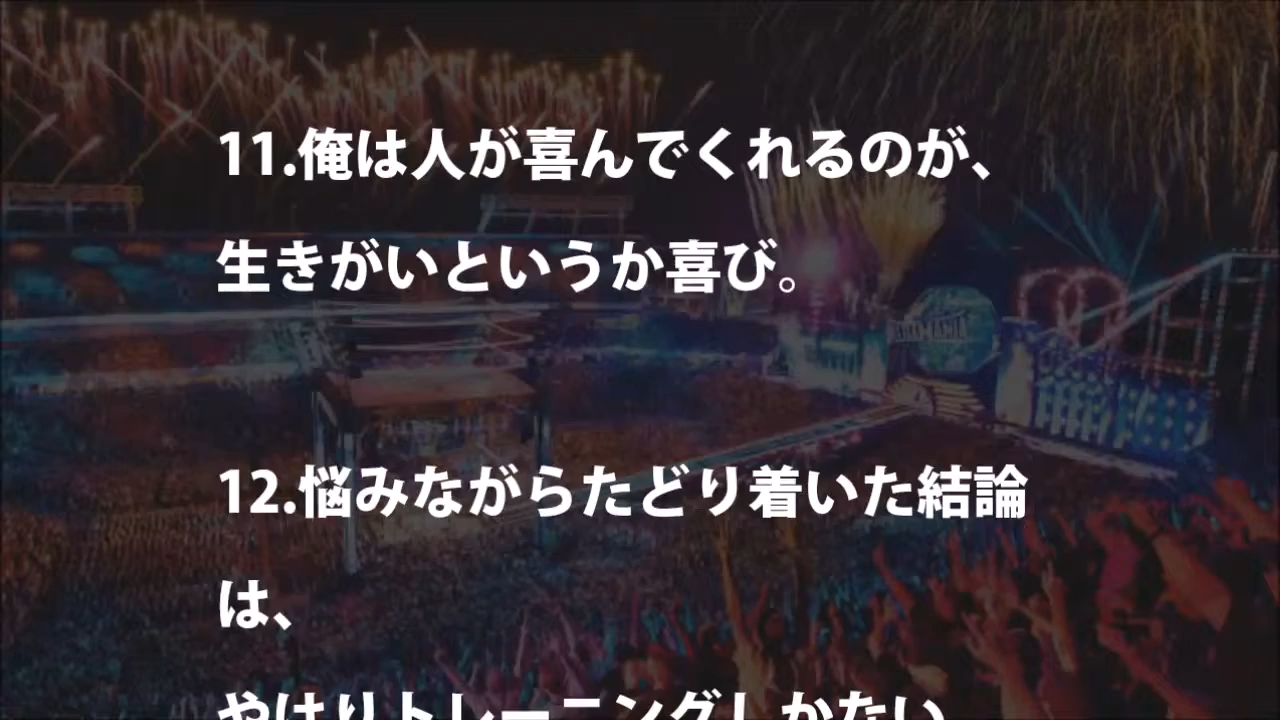 11.俺は人が喜んでくれるのが、
生きがいというか喜び。
12.悩みながらたどり着いた結論
は、
やはりトレーニングしかない